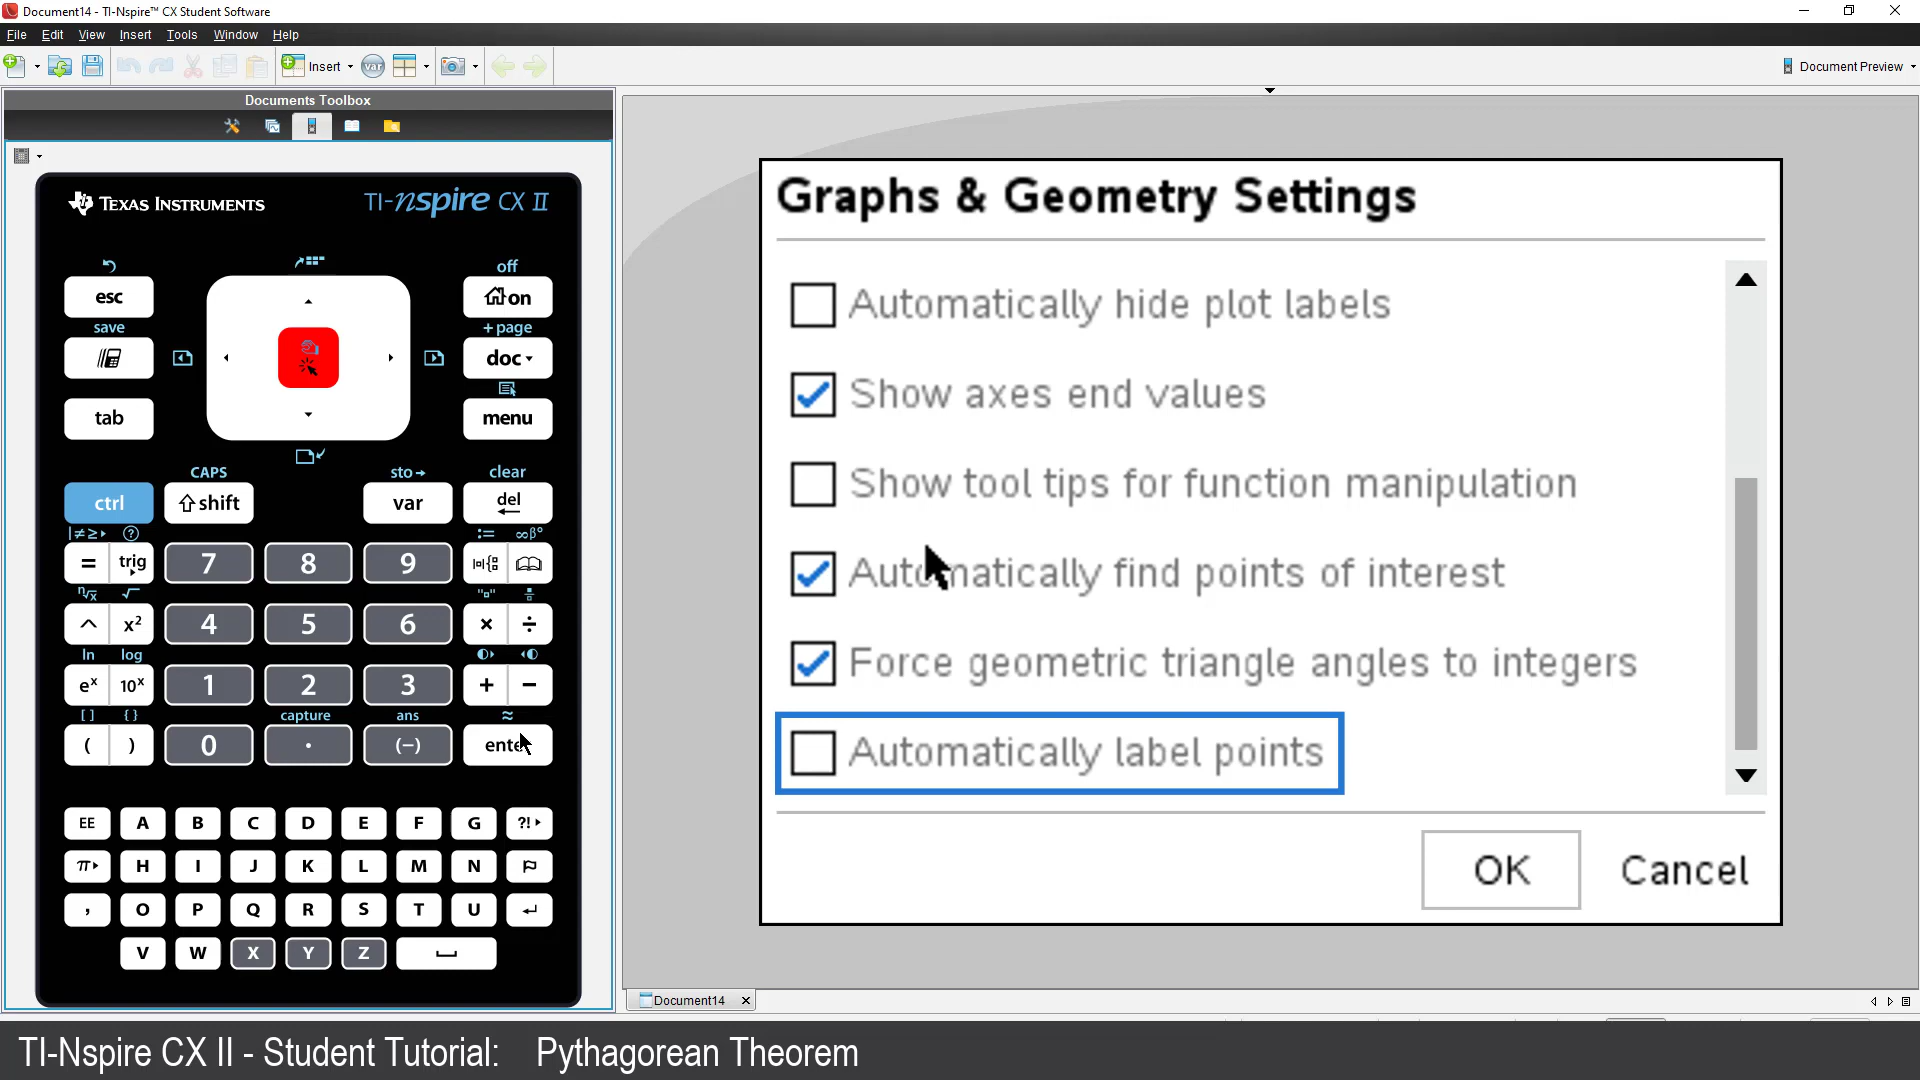 Document14 - TI-Nspire™ CX Student Software
File Edit View Insert Tools Window Help
Insert var Document Preview
Documents Toolbox
TEXAS INSTRUMENTS TI-nspire CX II
off
esc on
save + page
doc
tab menu
CAPS sto→ clear
ctrl shift var del
|≠≥▸ ? := ∞β°
= trig 7 8 9
ⁿ√x √ "▫"
^ x² 4 5 6 × ÷
ln log
eˣ 10ˣ 1 2 3 + −
[ ] { } capture ans ≈
( ) 0 . (−) ente
EE A B C D E F G ?!▸
π▸ H I J K L M N
, O P Q R S T U ↵
V W X Y Z
Graphs & Geometry Settings
Automatically hide plot labels
Show axes end values
Show tool tips for function manipulation
Automatically find points of interest
Force geometric triangle angles to integers
Automatically label points
OK Cancel
Document14
TI-Nspire CX II - Student Tutorial: Pythagorean Theorem